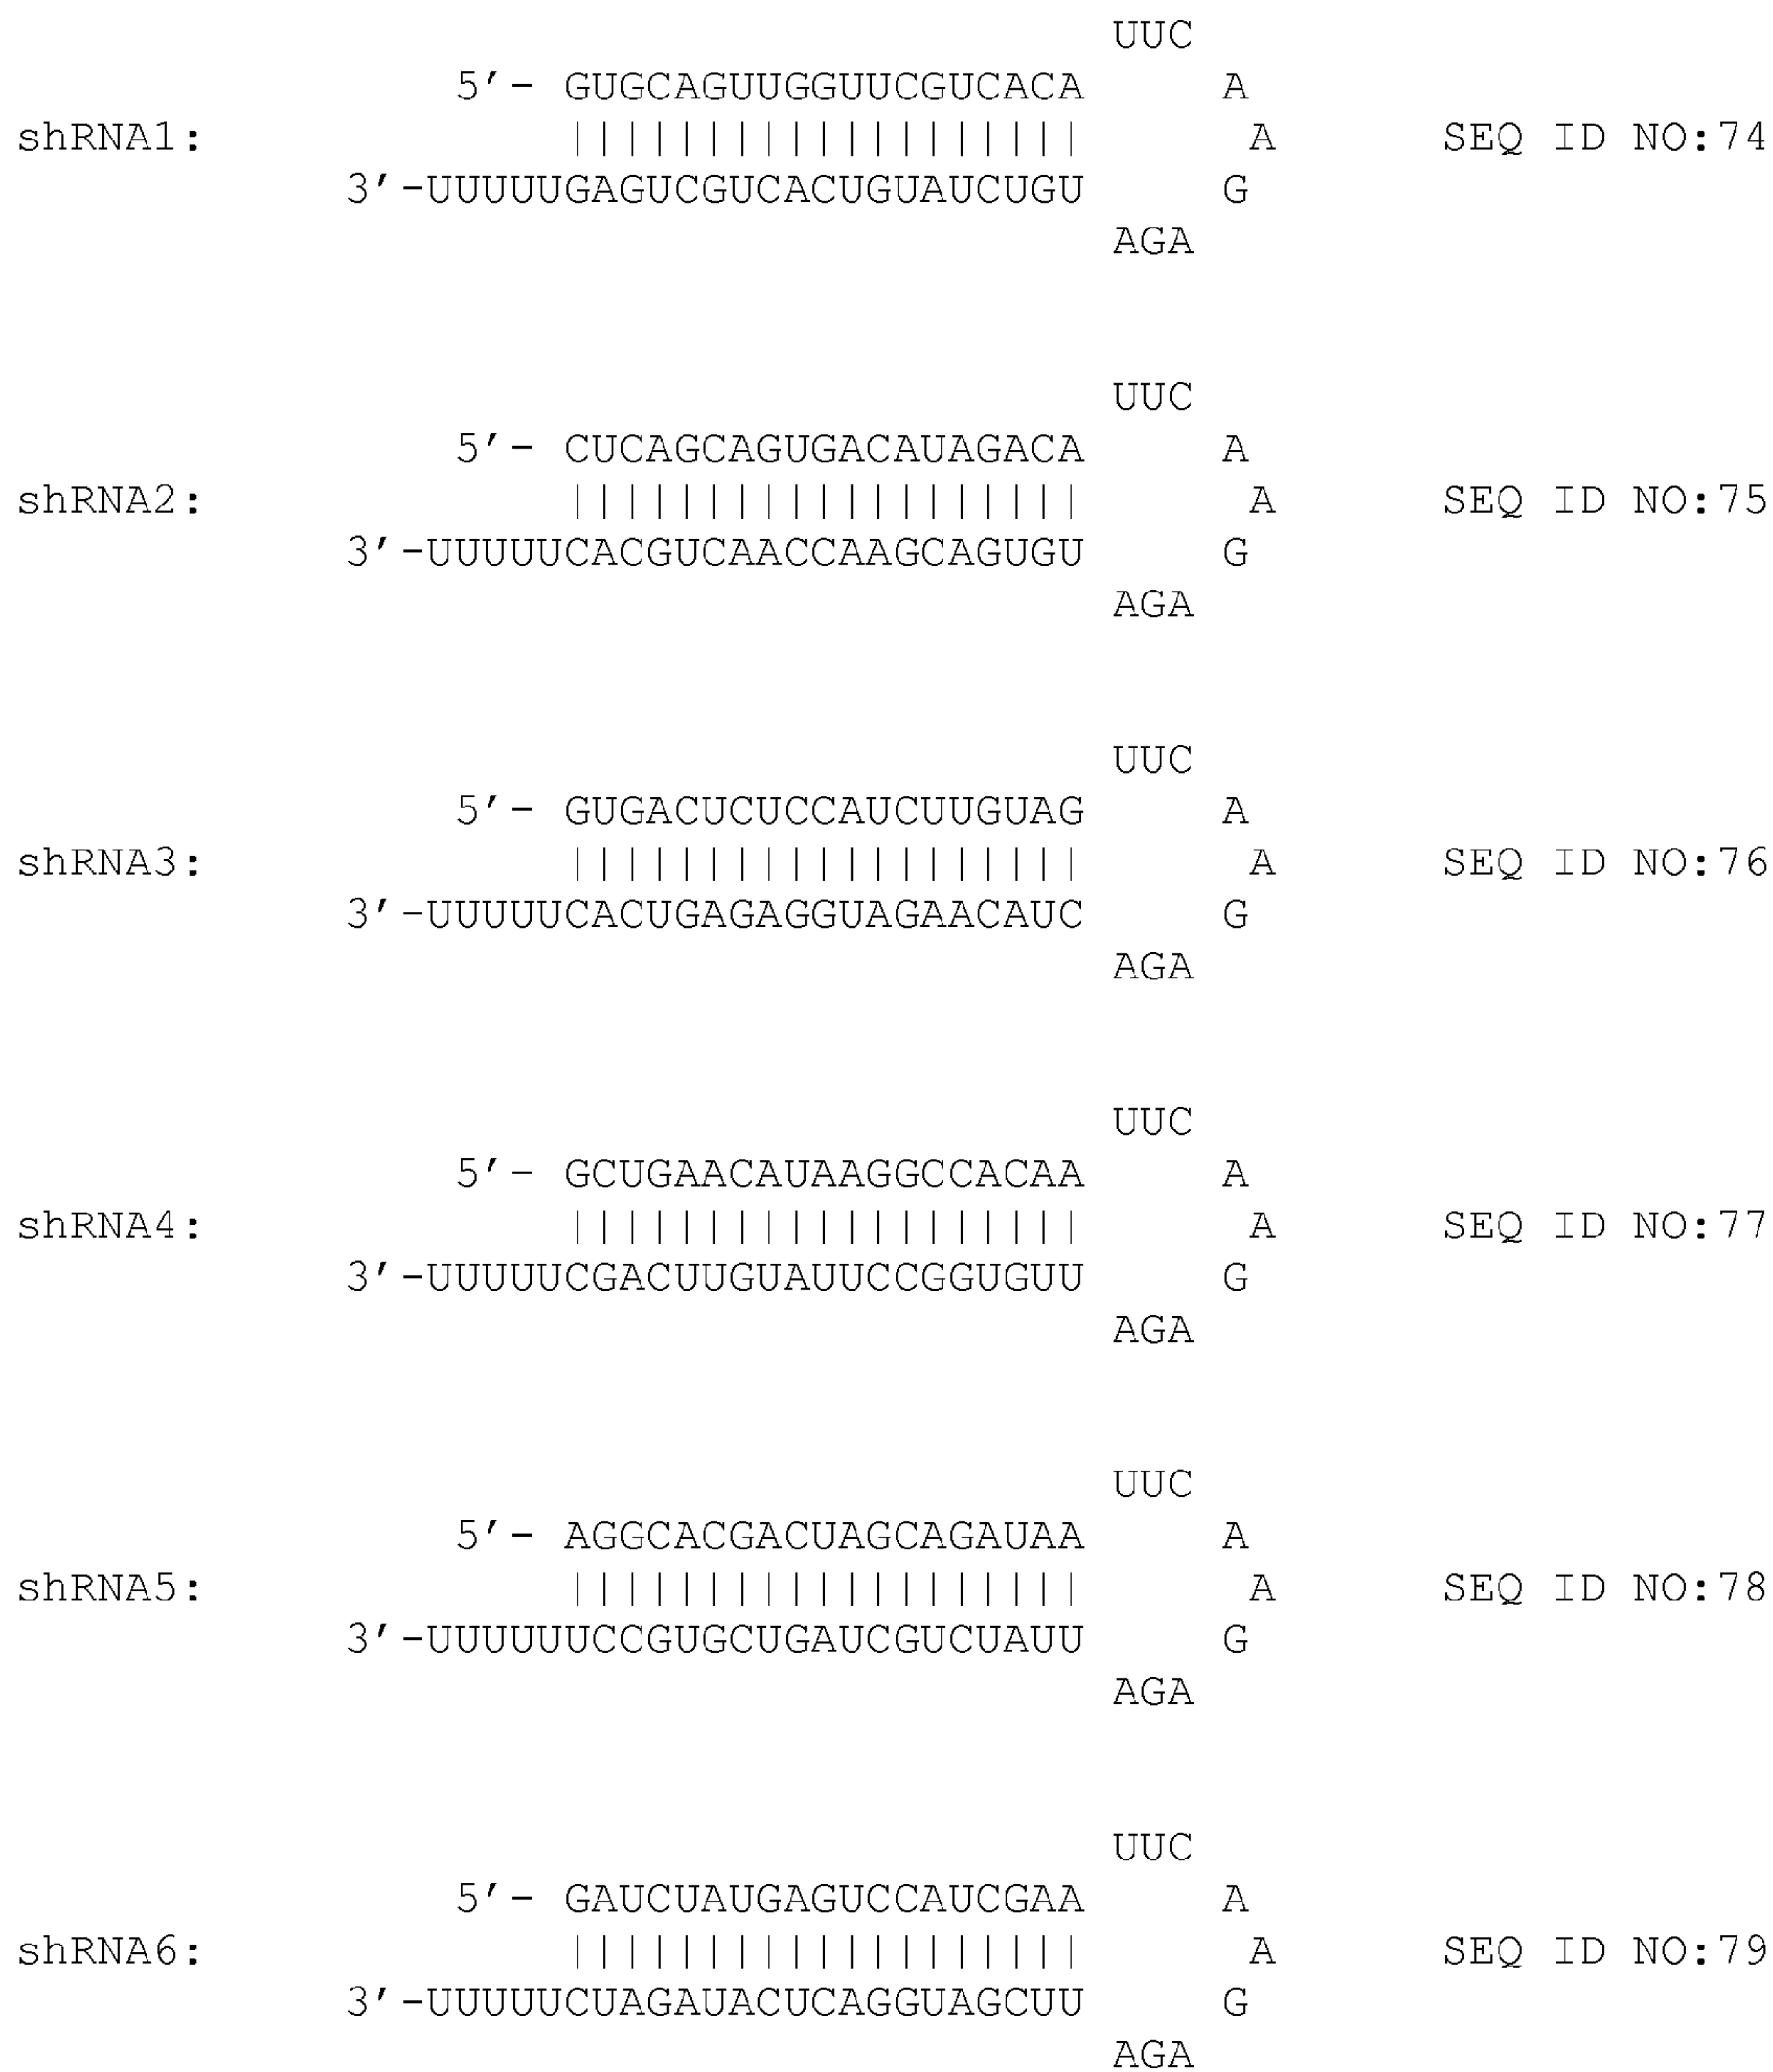 UUC
5′- GUGCAGUUGGUUCGUCACA A
shRNA1: ||||||||||||||||||| A SEQ ID NO:74
3′-UUUUUGAGUCGUCACUGUAUCUGU G
AGA
UUC
5′- CUCAGCAGUGACAUAGACA A
shRNA2: ||||||||||||||||||| A SEQ ID NO:75
3′-UUUUUCACGUCAACCAAGCAGUGU G
AGA
UUC
5′- GUGACUCUCCAUCUUGUAG A
shRNA3: ||||||||||||||||||| A SEQ ID NO:76
3′-UUUUUCACUGAGAGGUAGAACAUC G
AGA
UUC
5′- GCUGAACAUAAGGCCACAA A
shRNA4: ||||||||||||||||||| A SEQ ID NO:77
3′-UUUUUCGACUUGUAUUCCGGUGUU G
AGA
UUC
5′- AGGCACGACUAGCAGAUAA A
shRNA5: ||||||||||||||||||| A SEQ ID NO:78
3′-UUUUUUCCGUGCUGAUCGUCUAUU G
AGA
UUC
5′- GAUCUAUGAGUCCAUCGAA A
shRNA6: ||||||||||||||||||| A SEQ ID NO:79
3′-UUUUUCUAGAUACUCAGGUAGCUU G
AGA